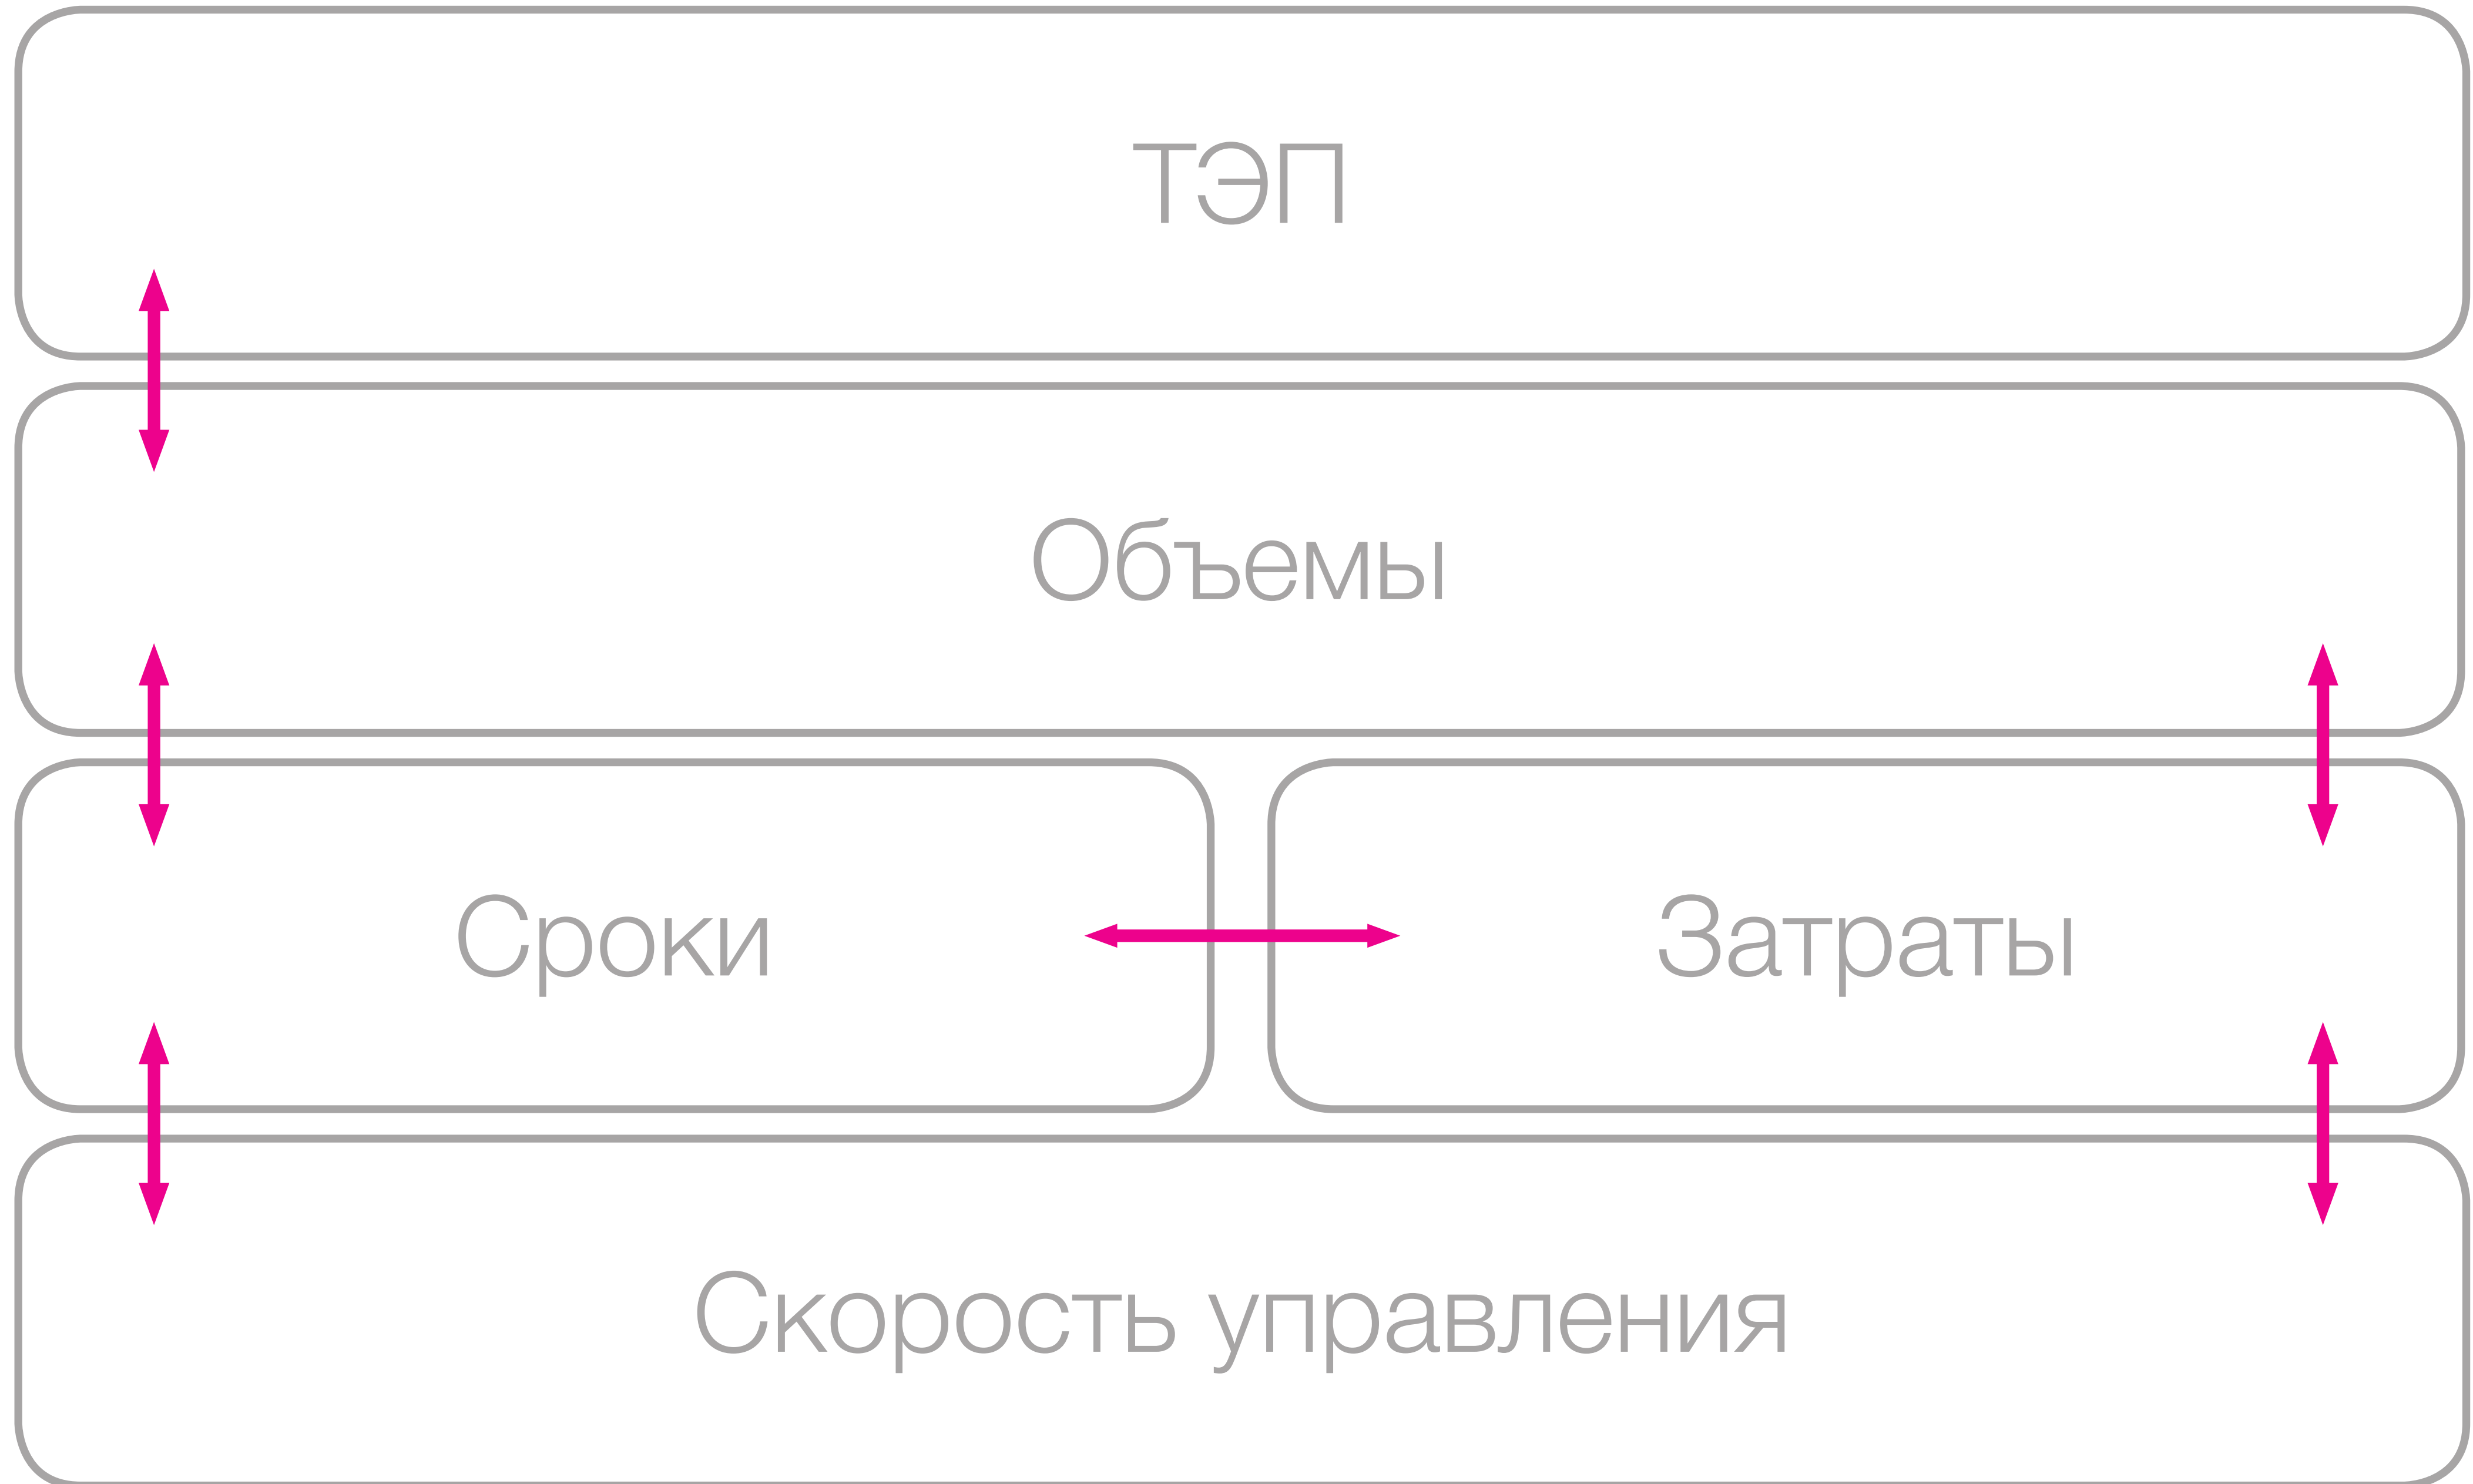 ТЭП
Объемы
Сроки
Затраты
Скорость управления